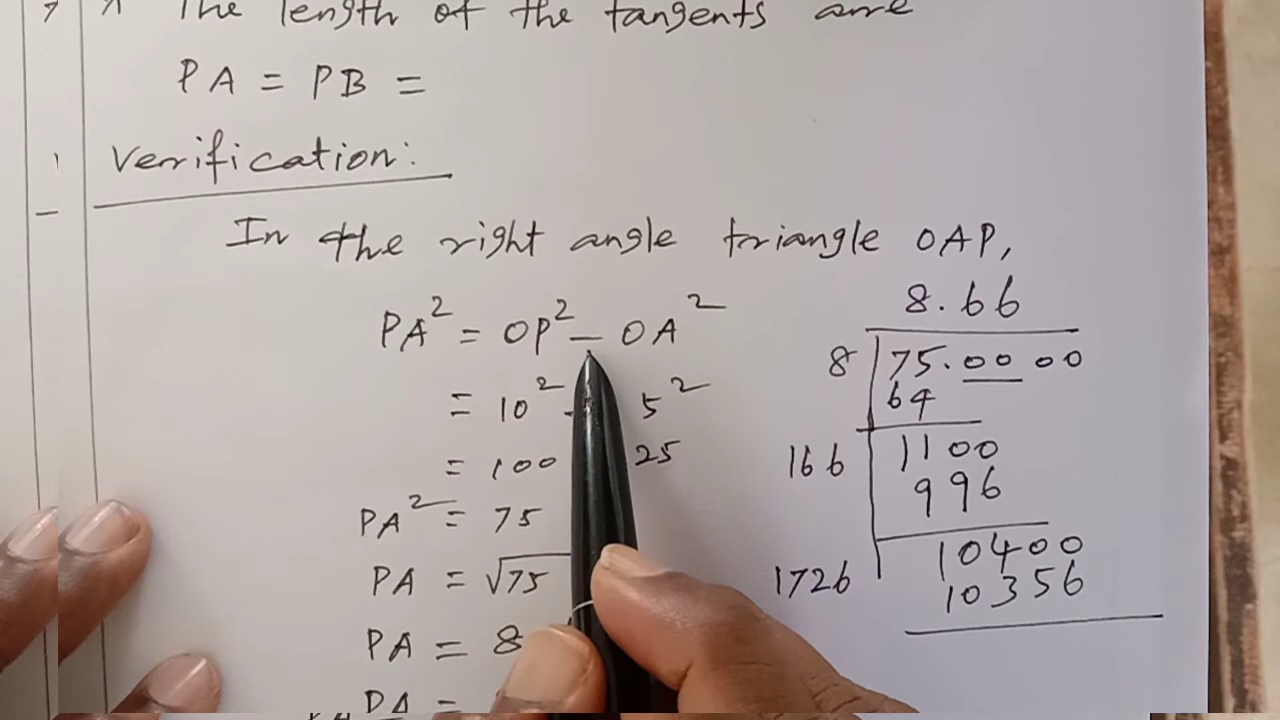 The length of the tangents are
PA = PB =
Verification:
In the right angle triangle OAP,
PA² = OP² – OA²
= 10² - 5²
= 100 25
PA² = 75
PA = √75
PA = 8
PA =
8.66
8 75.00 00
64
166 1100
996
1726 10400
10356